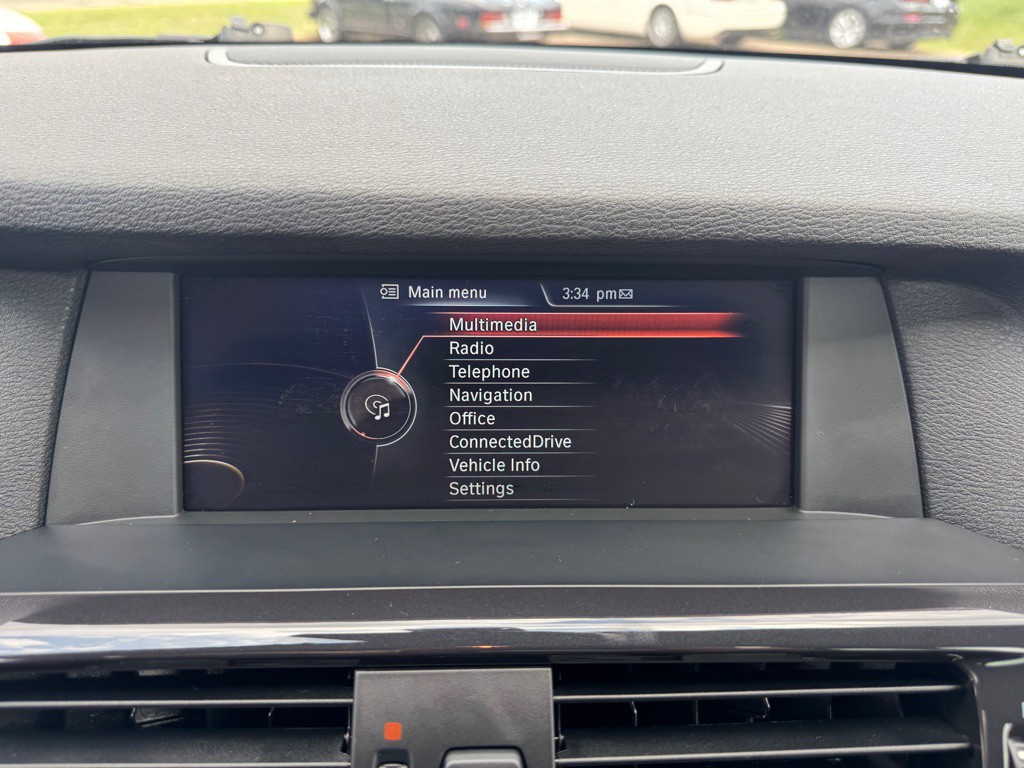 Main menu
3:34 pm
Multimedia
Radio
Telephone
Navigation
Office
ConnectedDrive
Vehicle Info
Settings